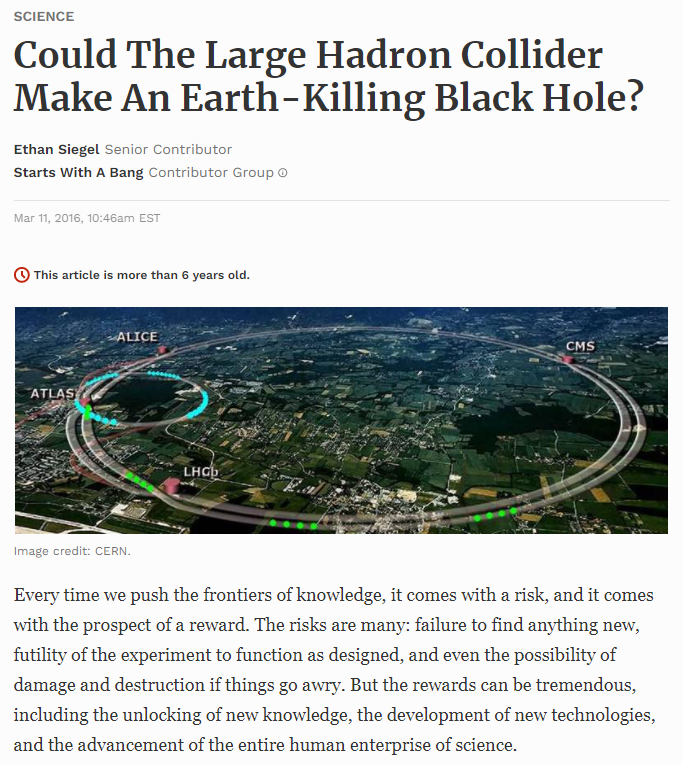 SCIENCE
Could The Large Hadron Collider
Make An Earth-Killing Black Hole?
Ethan Siegel Senior Contributor
Starts With A Bang Contributor Group
Mar 11, 2016, 10:46am EST
This article is more than 6 years old.
ALICE
CMS
ATLAS
LHCb
Image credit: CERN.
Every time we push the frontiers of knowledge, it comes with a risk, and it comes
with the prospect of a reward. The risks are many: failure to find anything new,
futility of the experiment to function as designed, and even the possibility of
damage and destruction if things go awry. But the rewards can be tremendous,
including the unlocking of new knowledge, the development of new technologies,
and the advancement of the entire human enterprise of science.